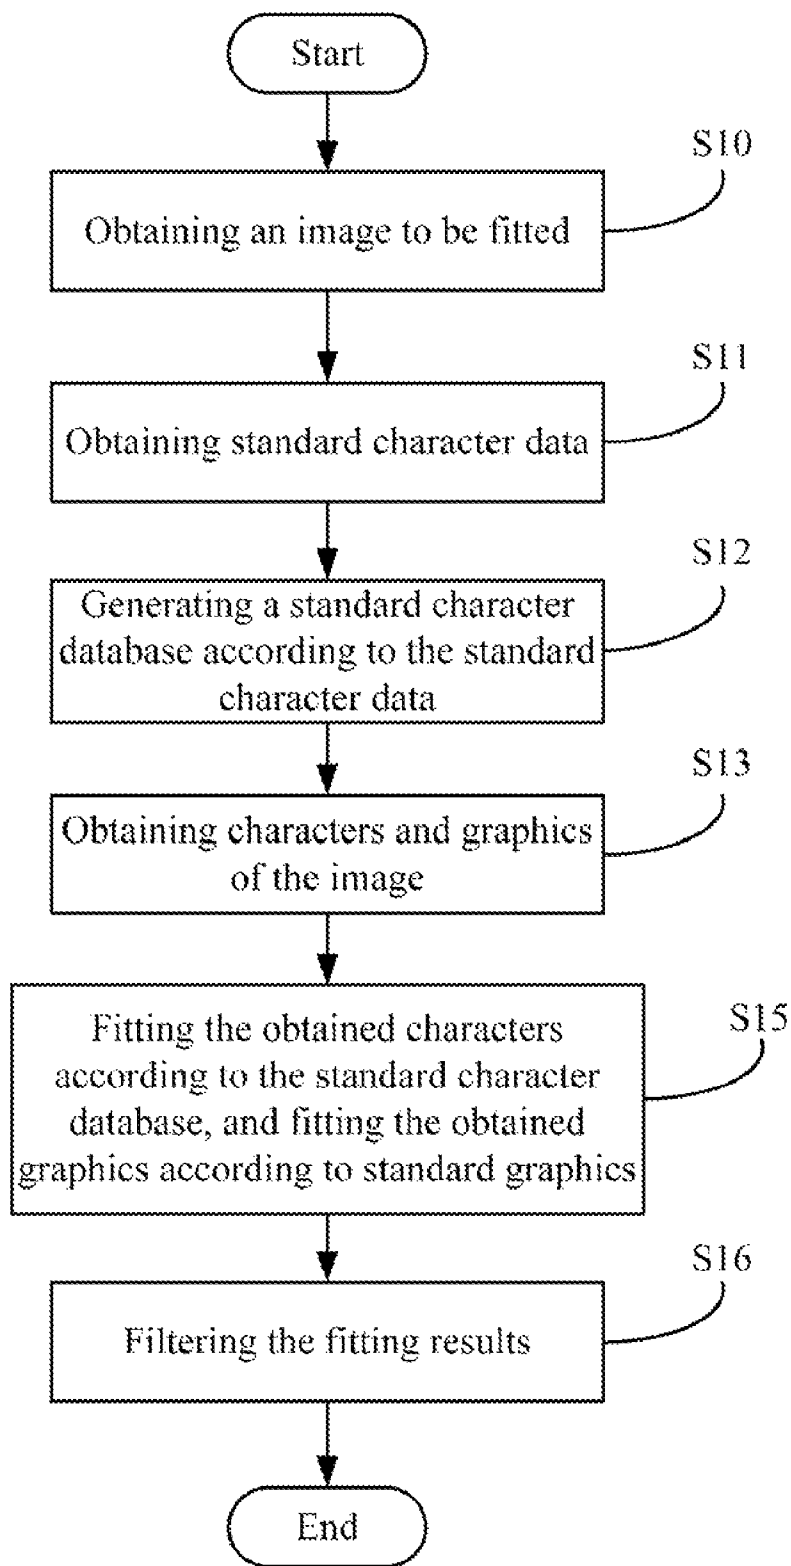 Start
S10
Obtaining an image to be fitted
S11
Obtaining standard character data
S12
Generating a standard character
database according to the standard
character data
S13
Obtaining characters and graphics
of the image
S15
Fitting the obtained characters
according to the standard character
database, and fitting the obtained
graphics according to standard graphics
S16
Filtering the fitting results
End